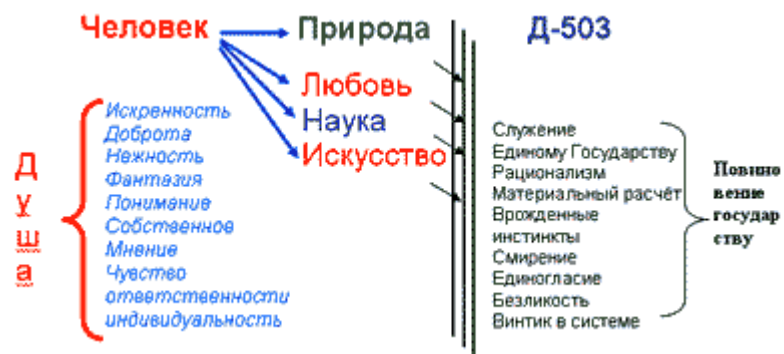 Человек
Природа
Д-503
Любовь
Наука
Искусство
Душа
Искренность
Доброта
Нежность
Фантазия
Понимание
Собственное
Мнение
Чувство
ответственности
индивидуальность
Служение
Единому Государству
Рационализм
Материальный расчёт
Врожденные
инстинкты
Смирение
Единогласие
Безликость
Винтик в системе
Повино
вение
государ
ству